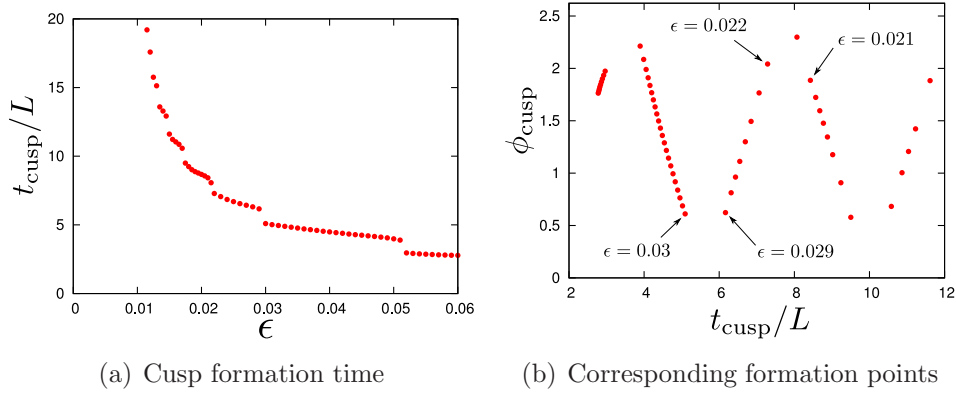 20
15
10
5
0
t_cusp/L
0
0.01
0.02
0.03
0.04
0.05
0.06
ϵ
(a) Cusp formation time
2.5
2
1.5
1
0.5
0
ϕ_cusp
ϵ = 0.022
ϵ = 0.021
ϵ = 0.03
ϵ = 0.029
2
4
6
8
10
12
t_cusp/L
(b) Corresponding formation points